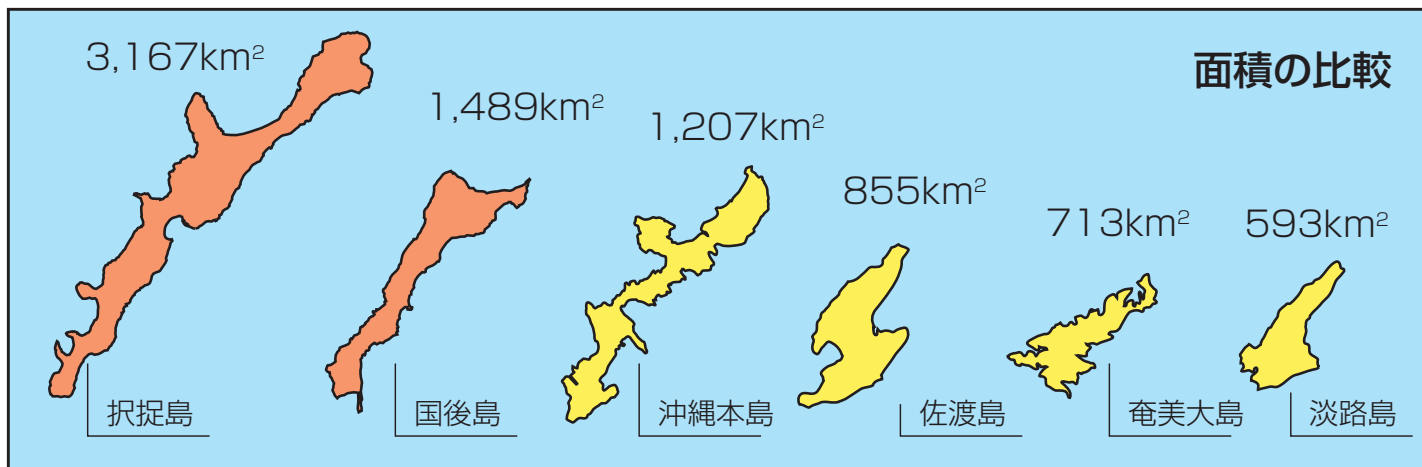 面積の比較
3,167km²
1,489km²
1,207km²
855km²
713km²
593km²
択捉島
国後島
沖縄本島
佐渡島
奄美大島
淡路島